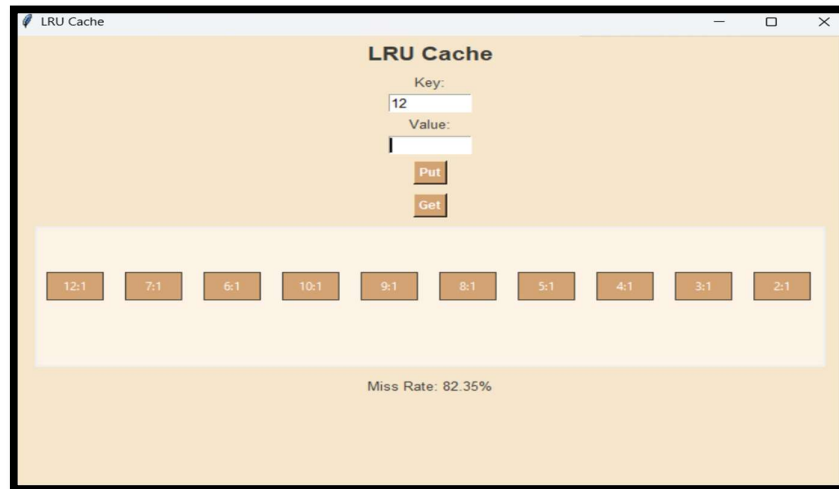 LRU Cache
LRU Cache
Key:
12
Value:
Put
Get
12:1 7:1 6:1 10:1 9:1 8:1 5:1 4:1 3:1 2:1
Miss Rate: 82.35%